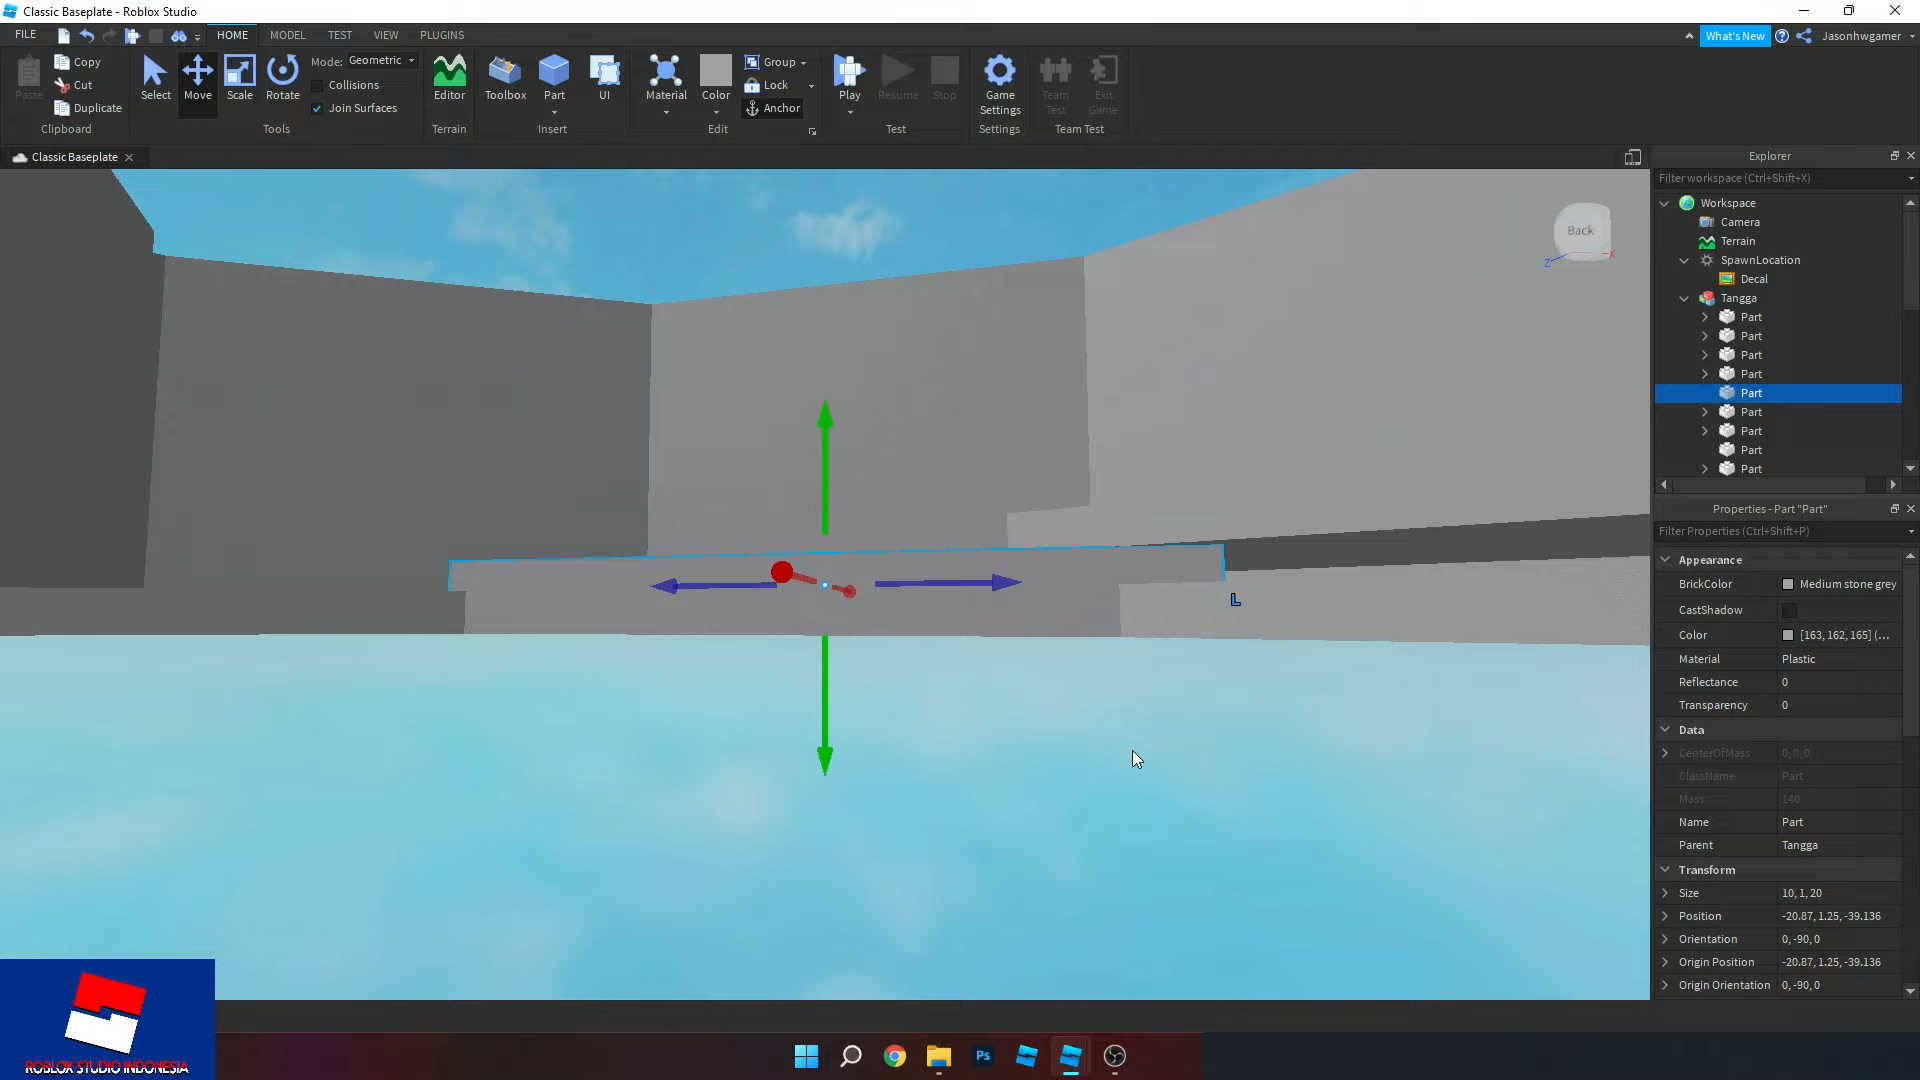 Classic Baseplate - Roblox Studio
FILE HOME MODEL TEST VIEW PLUGINS What's New Jasonhwgamer
Paste Copy Cut Duplicate Clipboard
Select Move Scale Rotate Mode: Geometric Collisions Join Surfaces Tools
Editor Terrain
Toolbox Part UI Insert
Material Color Group Lock Anchor Edit
Play Resume Stop Test
Game Settings Settings
Team Test Exit Game Team Test
Classic Baseplate
Back
Z
X
L
Explorer
Filter workspace (Ctrl+Shift+X)
Workspace
Camera
Terrain
SpawnLocation
Decal
Tangga
Part
Part
Part
Part
Part
Part
Part
Part
Part
Properties - Part "Part"
Filter Properties (Ctrl+Shift+P)
Appearance
BrickColor Medium stone grey
CastShadow
Color [163, 162, 165] (...
Material Plastic
Reflectance 0
Transparency 0
Data
CenterOfMass 0, 0, 0
ClassName Part
Mass 140
Name Part
Parent Tangga
Transform
Size 10, 1, 20
Position -20.87, 1.25, -39.136
Orientation 0, -90, 0
Origin Position -20.87, 1.25, -39.136
Origin Orientation 0, -90, 0
ROBLOX STUDIO INDONESIA
Ps